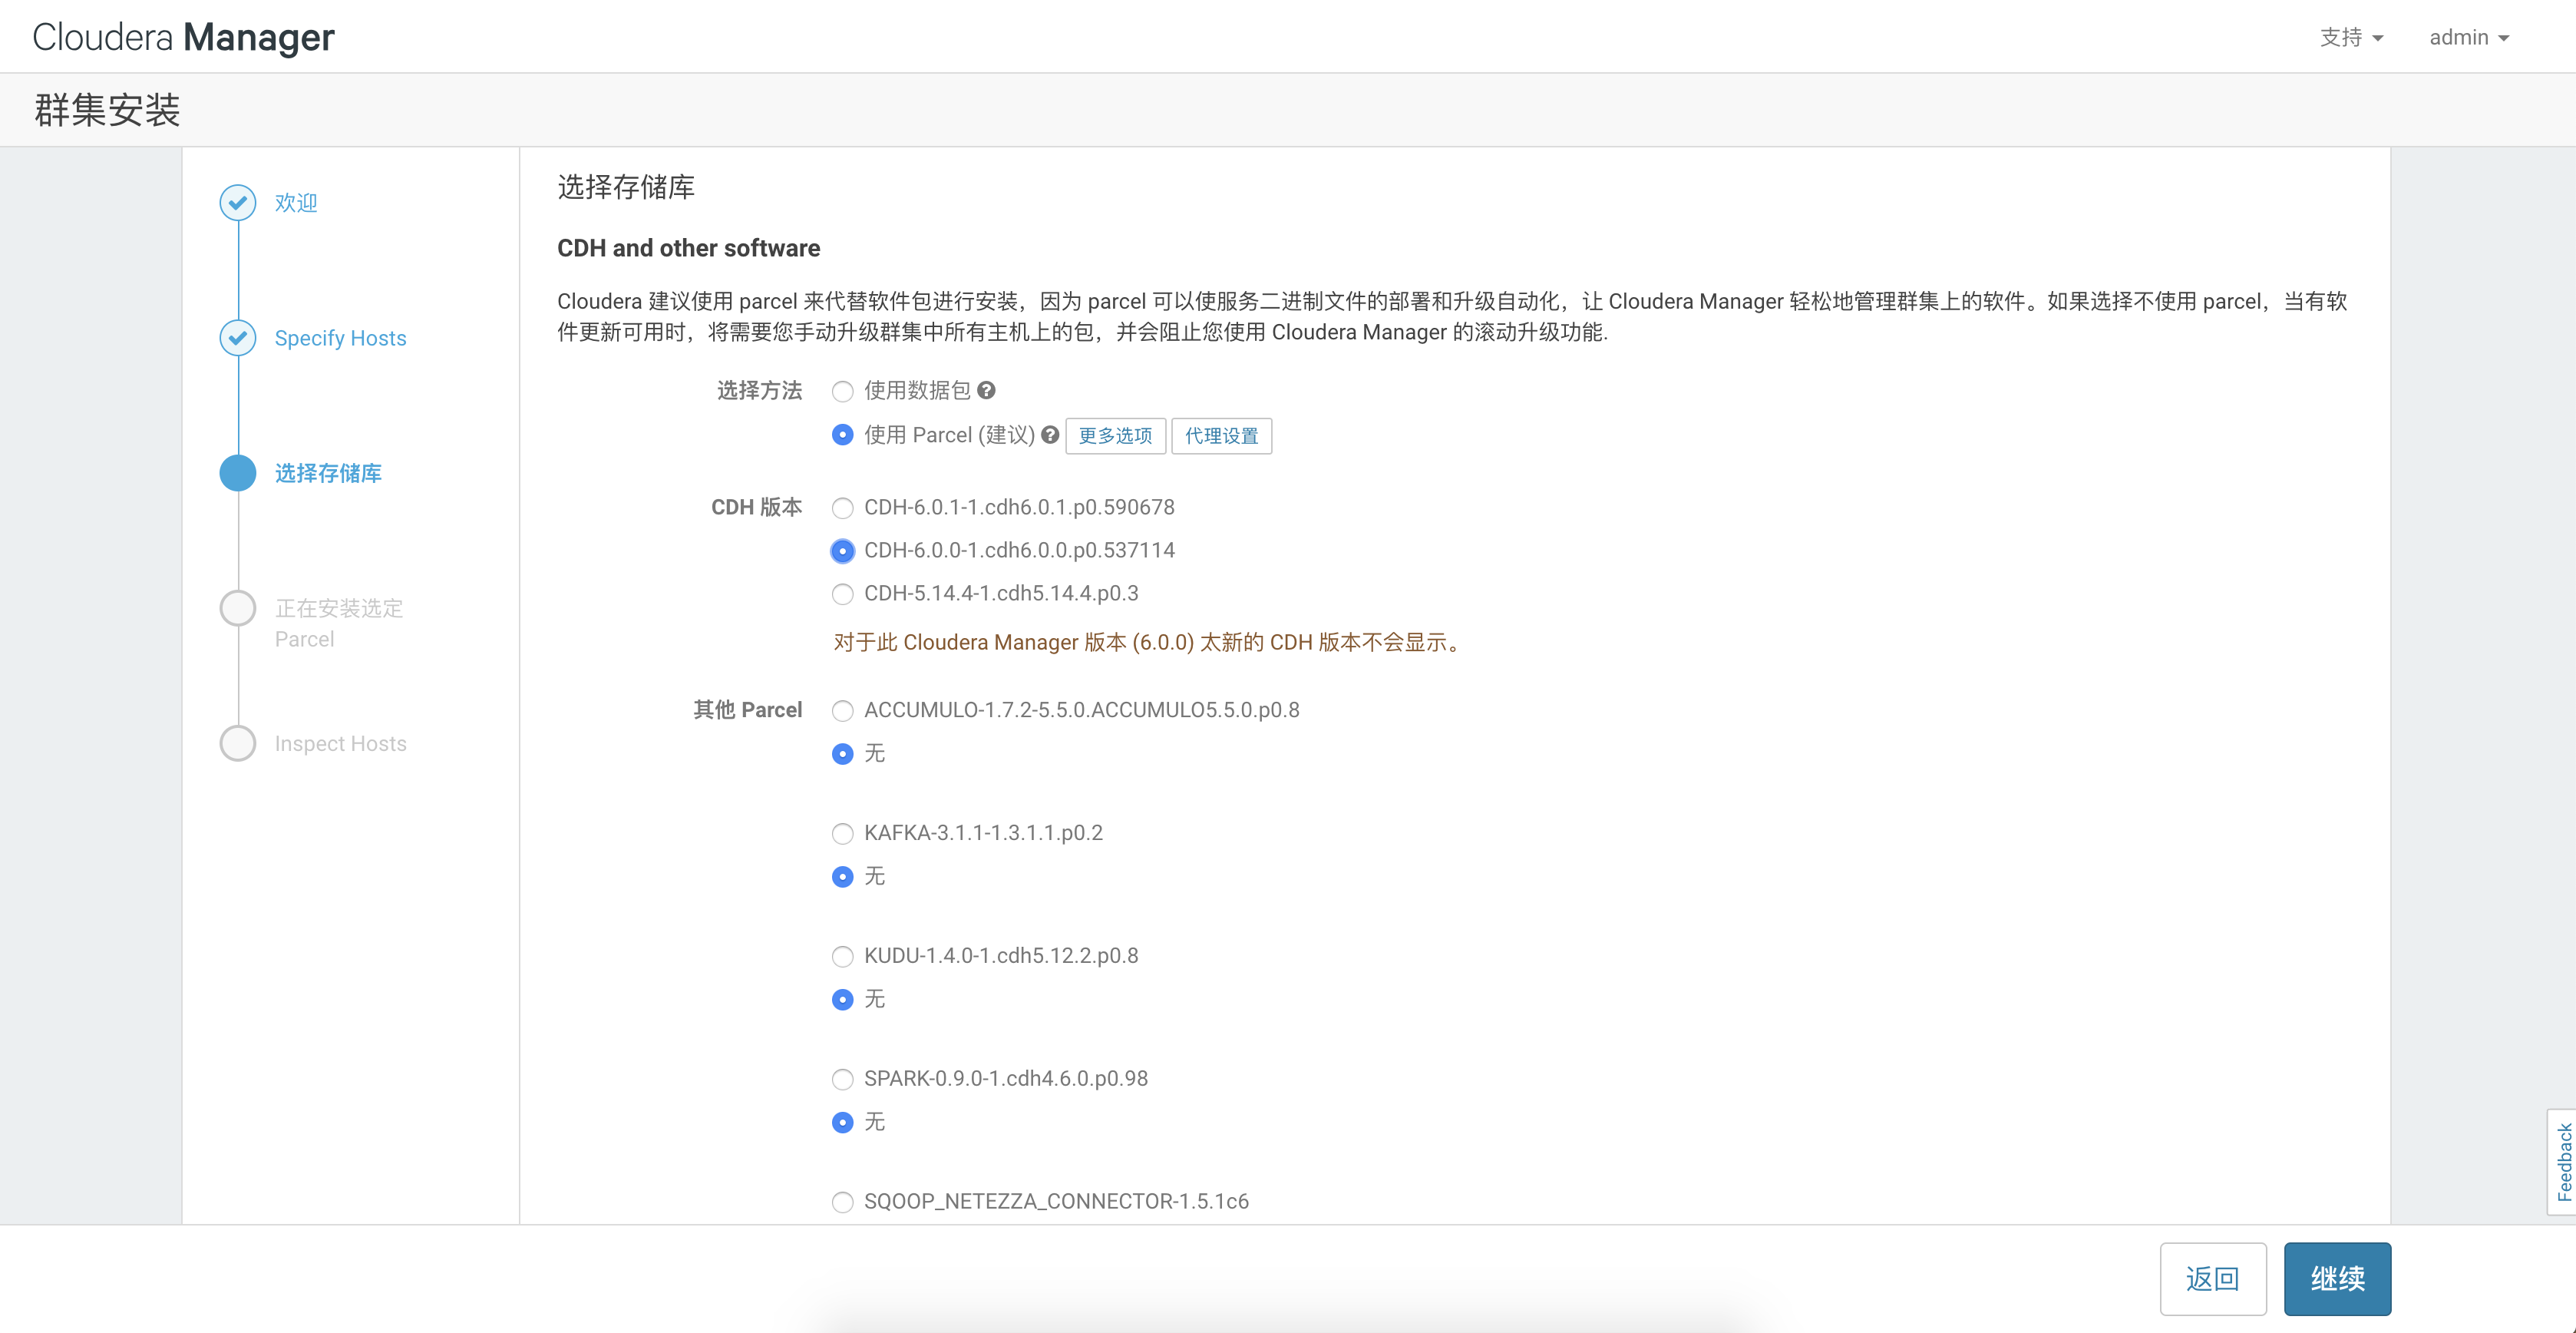 Cloudera Manager
支持
admin
群集安装
欢迎
Specify Hosts
选择存储库
正在安装选定
Parcel
Inspect Hosts
选择存储库
CDH and other software
Cloudera 建议使用 parcel 来代替软件包进行安装，因为 parcel 可以使服务二进制文件的部署和升级自动化，让 Cloudera Manager 轻松地管理群集上的软件。如果选择不使用 parcel，当有软
件更新可用时，将需要您手动升级群集中所有主机上的包，并会阻止您使用 Cloudera Manager 的滚动升级功能.
选择方法
使用数据包
使用 Parcel (建议) 更多选项 代理设置
CDH 版本
CDH-6.0.1-1.cdh6.0.1.p0.590678
CDH-6.0.0-1.cdh6.0.0.p0.537114
CDH-5.14.4-1.cdh5.14.4.p0.3
对于此 Cloudera Manager 版本 (6.0.0) 太新的 CDH 版本不会显示。
其他 Parcel
ACCUMULO-1.7.2-5.5.0.ACCUMULO5.5.0.p0.8
无
KAFKA-3.1.1-1.3.1.1.p0.2
无
KUDU-1.4.0-1.cdh5.12.2.p0.8
无
SPARK-0.9.0-1.cdh4.6.0.p0.98
无
SQOOP_NETEZZA_CONNECTOR-1.5.1c6
Feedback
返回
继续